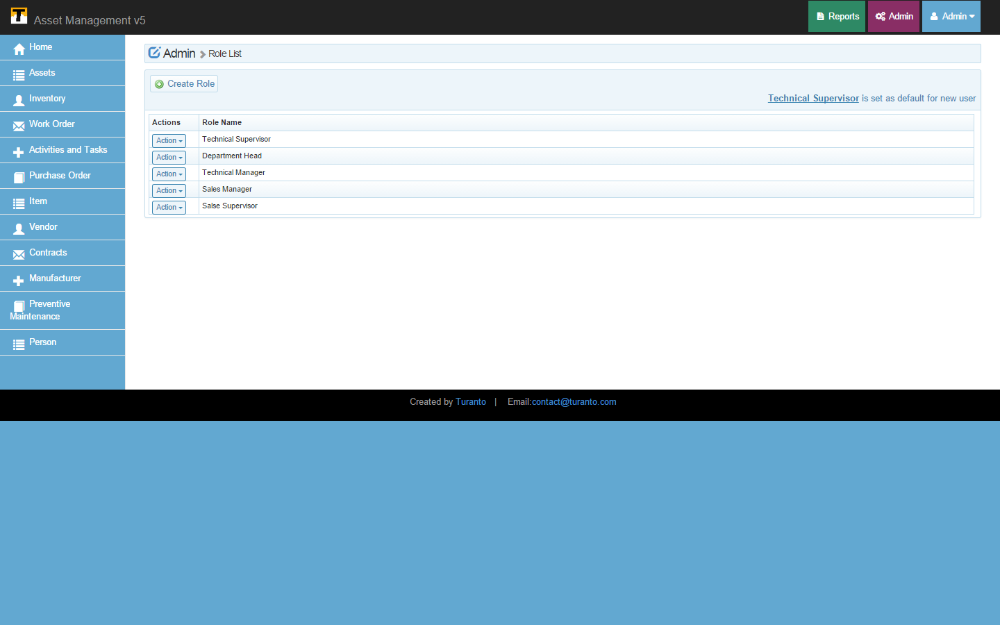 T Asset Management v5
Reports
Admin
Admin
Home
Assets
Inventory
Work Order
Activities and Tasks
Purchase Order
Item
Vendor
Contracts
Manufacturer
Preventive
Maintenance
Person
Admin Role List
Create Role
Technical Supervisor is set as default for new user
Actions Role Name
Action Technical Supervisor
Action Department Head
Action Technical Manager
Action Sales Manager
Action Salse Supervisor
Created by Turanto | Email:contact@turanto.com